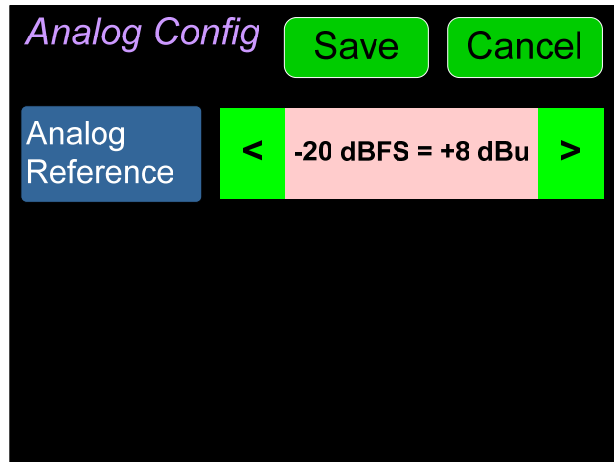 Analog Config
Save
Cancel
Analog
Reference
<
-20 dBFS = +8 dBu
>